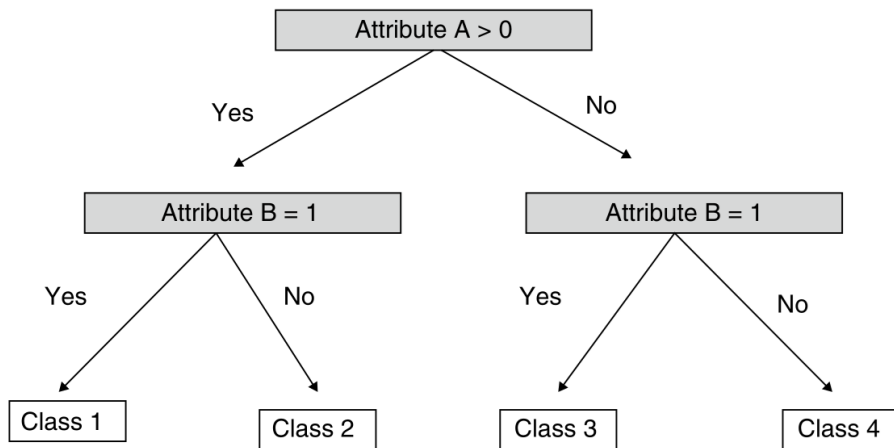 Attribute A > 0
Yes
No
Attribute B = 1
Attribute B = 1
Yes
No
Yes
No
Class 1
Class 2
Class 3
Class 4